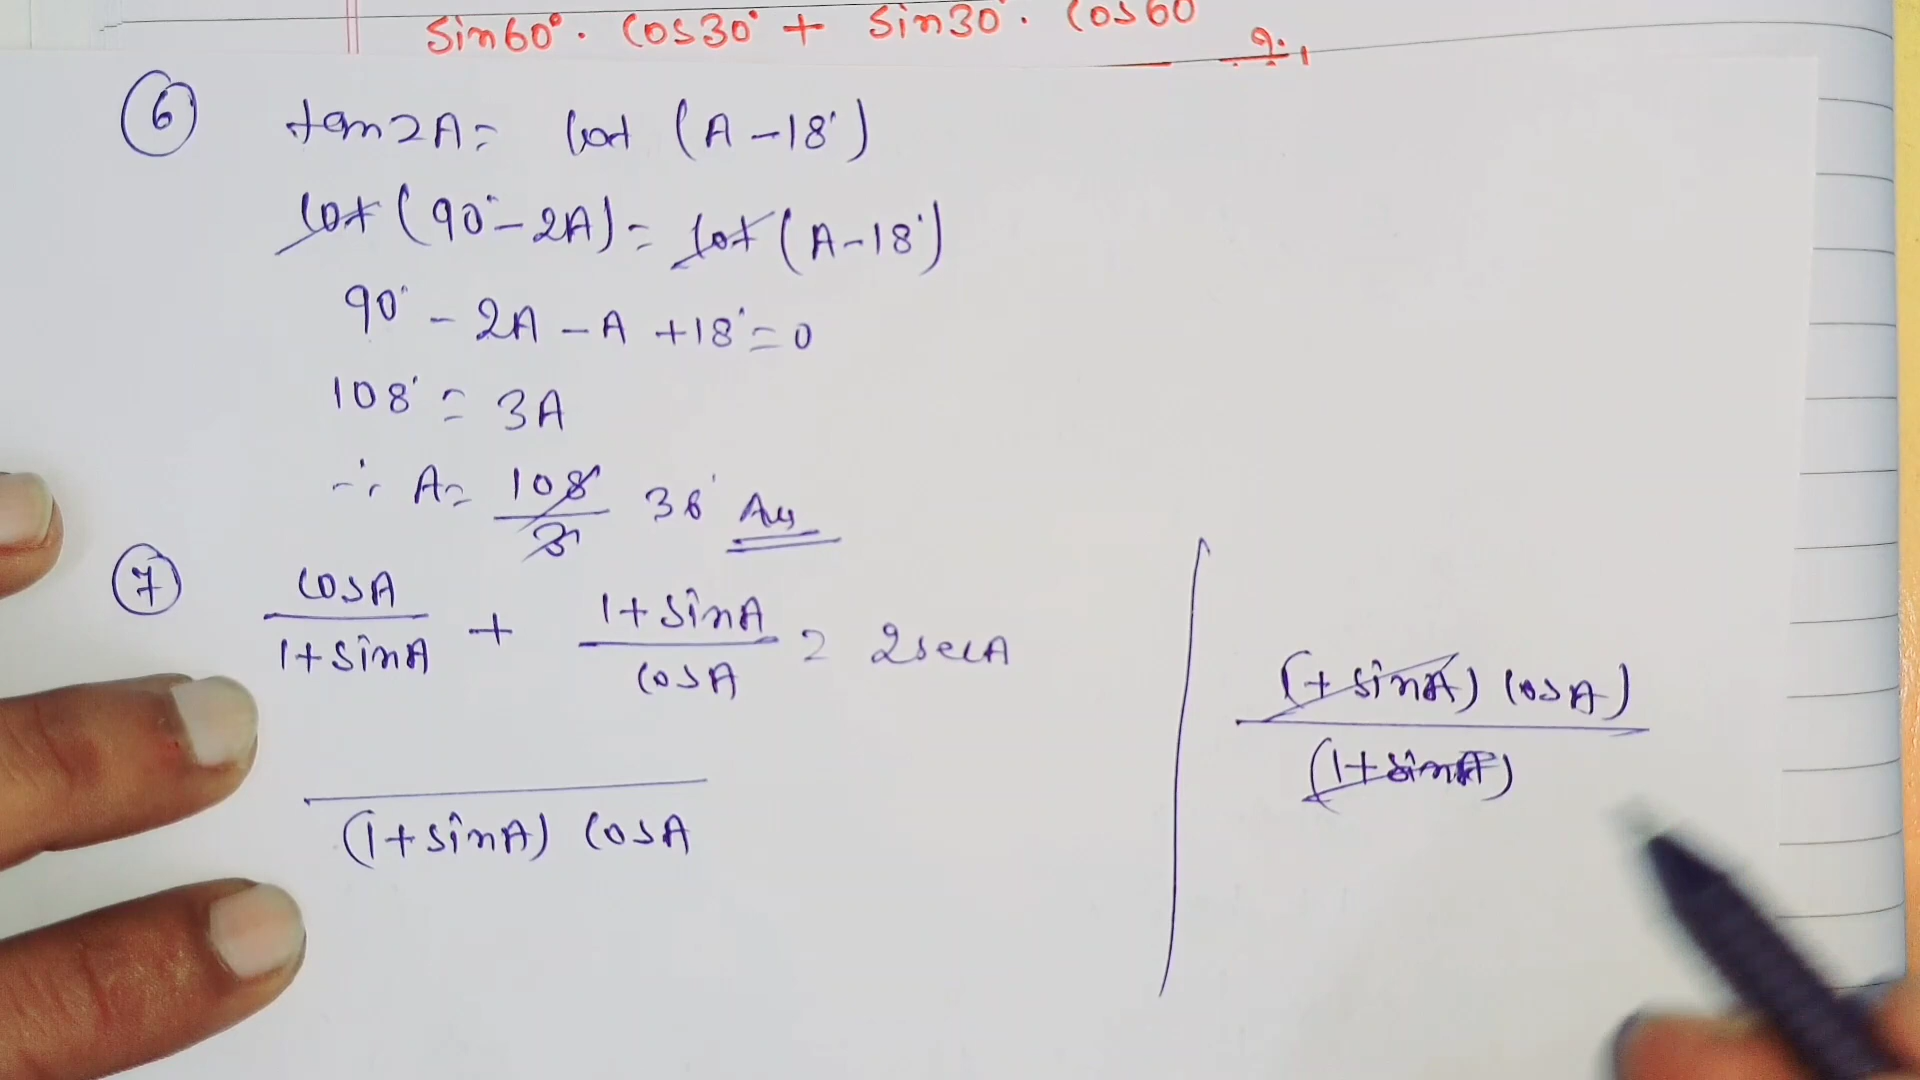 sin60°. cos30° + sin30°. cos60
6 tan2A = cot (A-18°)
cot (90°-2A) = cot (A-18°)
90° - 2A - A + 18° = 0
108° = 3A
∴ A = 108/3 36° Ans
7 cosA/1+sinA + 1+sinA/cosA = 2secA
(1+sinA) cosA)/(1+sinA)
(1+sinA) cosA